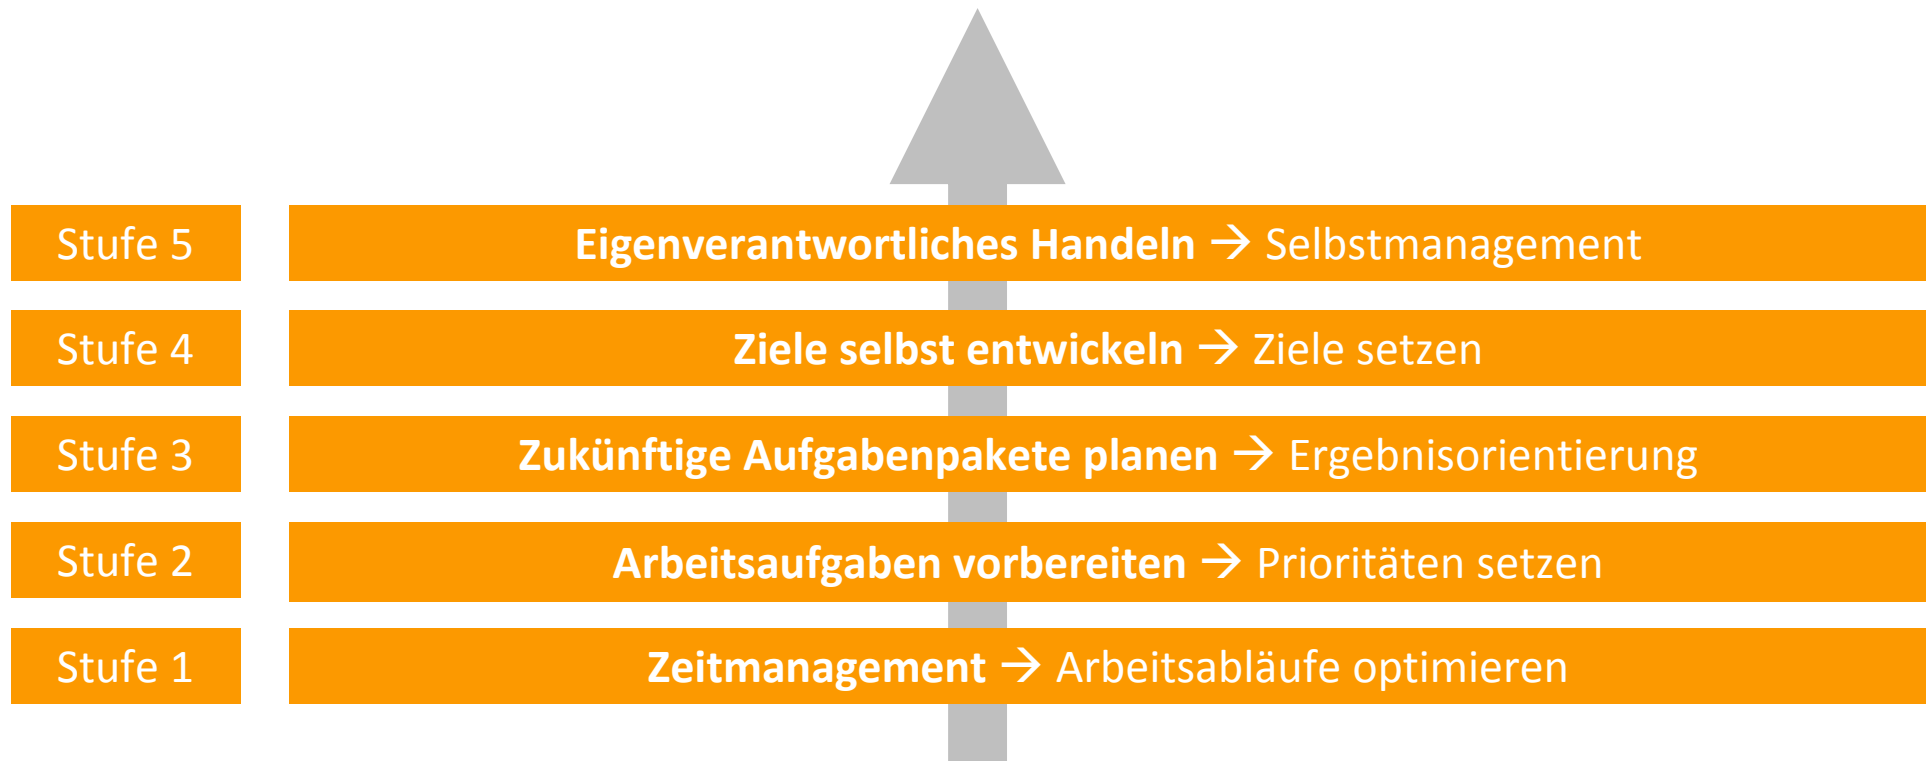 Stufe 5
Eigenverantwortliches Handeln → Selbstmanagement
Stufe 4
Ziele selbst entwickeln → Ziele setzen
Stufe 3
Zukünftige Aufgabenpakete planen → Ergebnisorientierung
Stufe 2
Arbeitsaufgaben vorbereiten → Prioritäten setzen
Stufe 1
Zeitmanagement → Arbeitsabläufe optimieren